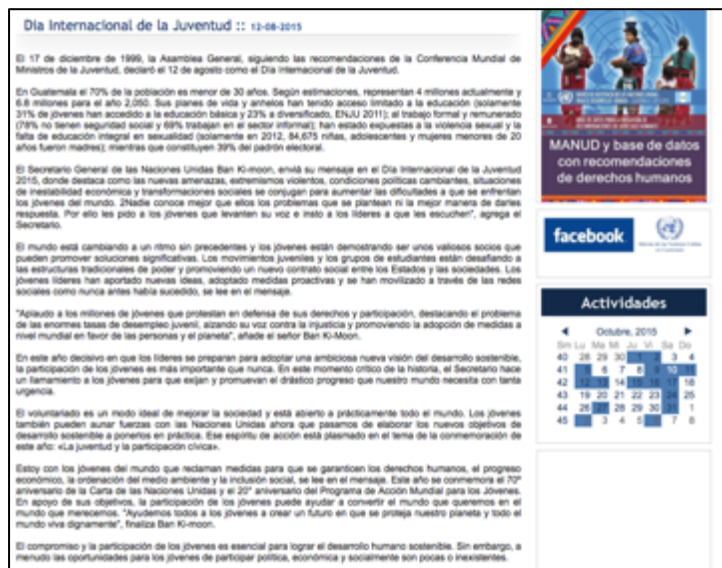 Dia Internacional de la Juventud :: 12-08-2015
El 17 de diciembre de 1999, la Asamblea General, siguiendo las recomendaciones de la Conferencia Mundial de
Ministros de la Juventud, declaró el 12 de agosto como el Día Internacional de la Juventud.
En Guatemala el 70% de la población es menor de 30 años. Según estimaciones, representan 4 millones actualmente y
6.8 millones para el año 2,050. Sus planes de vida y anhelos han tenido acceso limitado a la educación (solamente
31% de jóvenes han accedido a la educación básica y 23% a diversificado, ENJU 2011); al trabajo formal y remunerado
(78% no tienen seguridad social y 69% trabajan en el sector informal); han estado expuestas a la violencia sexual y la
falta de educación integral en sexualidad (solamente en 2012, 84,675 niñas, adolescentes y mujeres menores de 20
años fueron madres); mientras que constituyen 39% del padrón electoral.
El Secretario General de las Naciones Unidas Ban Ki-moon, envió su mensaje en el Día Internacional de la Juventud
2015, donde destaca como las nuevas amenazas, extremismos violentos, condiciones políticas cambiantes, situaciones
de inestabilidad económica y transformaciones sociales se conjugan para aumentar las dificultades a que se enfrentan
los jóvenes del mundo. 2Nadie conoce mejor que ellos los problemas que se plantean ni la mejor manera de darles
respuesta. Por ello les pido a los jóvenes que levanten su voz e insto a los líderes a que les escuchen", agrega el
Secretario.
El mundo está cambiando a un ritmo sin precedentes y los jóvenes están demostrando ser unos valiosos socios que
pueden promover soluciones significativas. Los movimientos juveniles y los grupos de estudiantes están desafiando a
las estructuras tradicionales de poder y promoviendo un nuevo contrato social entre los Estados y las sociedades. Los
jóvenes líderes han aportado nuevas ideas, adoptado medidas proactivas y se han movilizado a través de las redes
sociales como nunca antes había sucedido, se lee en el mensaje.
"Aplaudo a los millones de jóvenes que protestan en defensa de sus derechos y participación, destacando el problema
de las enormes tasas de desempleo juvenil, alzando su voz contra la injusticia y promoviendo la adopción de medidas a
nivel mundial en favor de las personas y el planeta", añade el señor Ban Ki-Moon.
En este año decisivo en que los líderes se preparan para adoptar una ambiciosa nueva visión del desarrollo sostenible,
la participación de los jóvenes es más importante que nunca. En este momento crítico de la historia, el Secretario hace
un llamamiento a los jóvenes para que exijan y promuevan el drástico progreso que nuestro mundo necesita con tanta
urgencia.
El voluntariado es un modo ideal de mejorar la sociedad y está abierto a prácticamente todo el mundo. Los jóvenes
también pueden aunar fuerzas con las Naciones Unidas ahora que pasamos de elaborar los nuevos objetivos de
desarrollo sostenible a ponerlos en práctica. Ese espíritu de acción está plasmado en el tema de la conmemoración de
este año: «La juventud y la participación cívica».
Estoy con los jóvenes del mundo que reclaman medidas para que se garanticen los derechos humanos, el progreso
económico, la ordenación del medio ambiente y la inclusión social, se lee en el mensaje. Este año se conmemora el 70º
aniversario de la Carta de las Naciones Unidas y el 20º aniversario del Programa de Acción Mundial para los Jóvenes.
En apoyo de sus objetivos, la participación de los jóvenes puede ayudar a convertir el mundo que queremos en el
mundo que merecemos. "Ayudemos todos a los jóvenes a crear un futuro en que se proteja nuestro planeta y todo el
mundo viva dignamente", finaliza Ban Ki-moon.
El compromiso y la participación de los jóvenes es esencial para lograr el desarrollo humano sostenible. Sin embargo, a
menudo las oportunidades para los jóvenes de participar política, económica y socialmente son pocas o inexistentes.
MANUD y base de datos
con recomendaciones
de derechos humanos
facebook
Actividades
Octubre, 2015
Sm Lu Ma Mi Ju Vi Sa Do
40 28 29 30 1 2 3 4
41 5 6 7 8 9 10 11
42 12 13 14 15 16 17 18
43 19 20 21 22 23 24 25
44 26 27 28 29 30 31 1
45 2 3 4 5 6 7 8